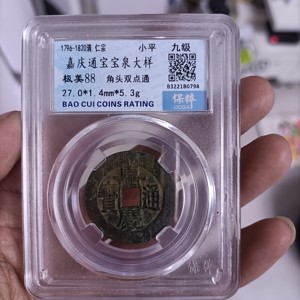 1796-1820清.仁宗 小平 九级
嘉庆通宝宝泉大样
极美88 角头双点通
27.0*1.4mm*5.3g
BAO CUI COINS RATING
保粹
8322180798
嘉慶通寶